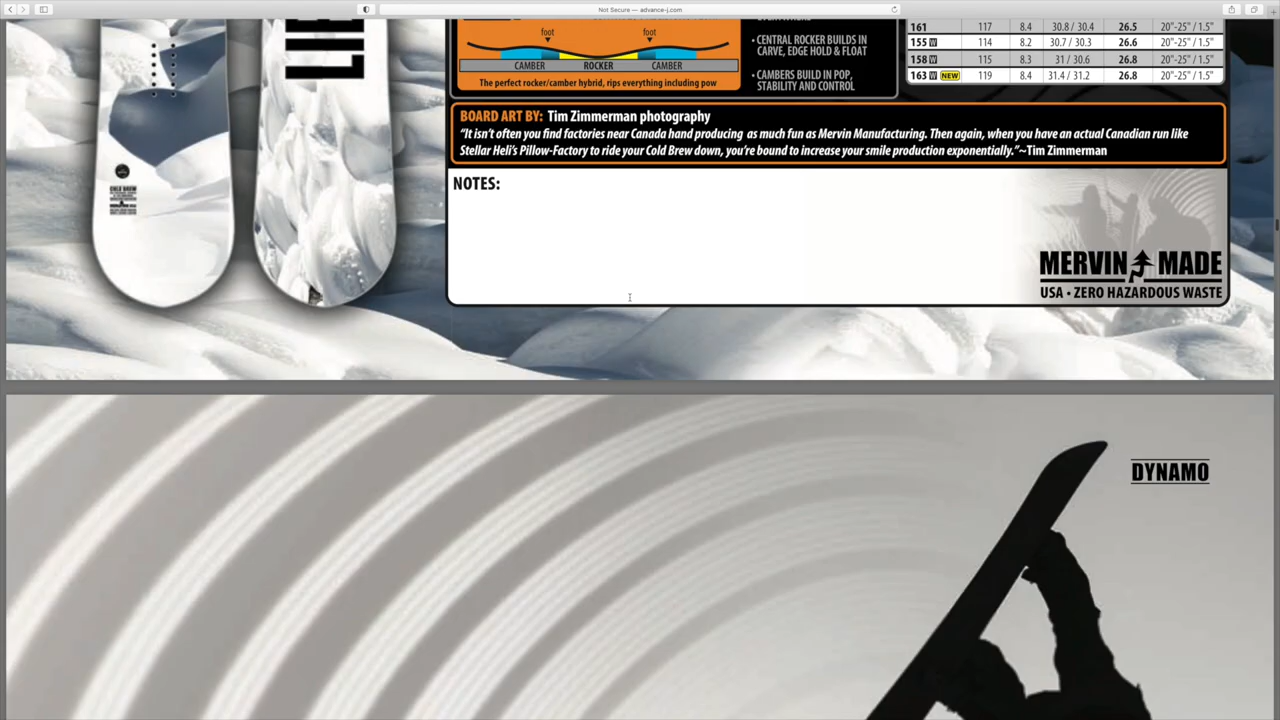 Not Secure — advance-j.com
foot
foot
CAMBER
ROCKER
CAMBER
The perfect rocker/camber hybrid, rips everything including pow
• CENTRAL ROCKER BUILDS IN
CARVE, EDGE HOLD & FLOAT
• CAMBERS BUILD IN POP,
STABILITY AND CONTROL
161 117 8.4 30.8 / 30.4 26.5 20"-25" / 1.5"
155 W 114 8.2 30.7 / 30.3 26.6 20"-25" / 1.5"
158 W 115 8.3 31 / 30.6 26.8 20"-25" / 1.5"
163 W NEW 119 8.4 31.4 / 31.2 26.8 20"-25" / 1.5"
BOARD ART BY: Tim Zimmerman photography
“It isn't often you find factories near Canada hand producing as much fun as Mervin Manufacturing. Then again, when you have an actual Canadian run like
Stellar Heli's Pillow-Factory to ride your Cold Brew down, you're bound to increase your smile production exponentially.”~Tim Zimmerman
NOTES:
COLD BREW
MERVIN MADE
USA • ZERO HAZARDOUS WASTE
DYNAMO